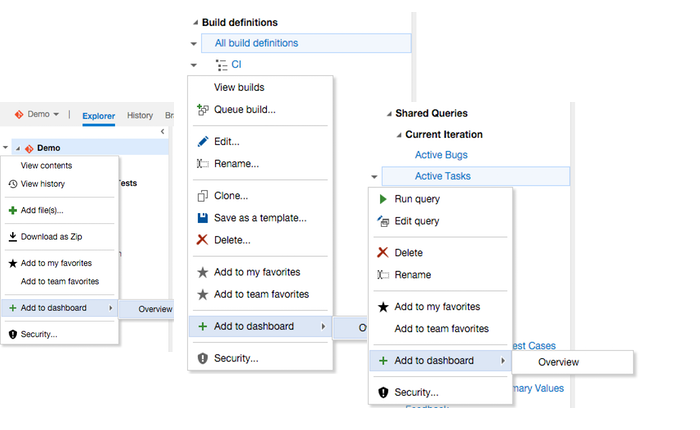 Demo
Explorer
History
Demo
View contents
View history
Add file(s)...
Download as Zip
Add to my favorites
Add to team favorites
Add to dashboard
Overview
Security...
Build definitions
All build definitions
CI
View builds
Queue build...
Edit...
Rename...
Clone...
Save as a template...
Delete...
Add to my favorites
Add to team favorites
Add to dashboard
Security...
Shared Queries
Current Iteration
Active Bugs
Active Tasks
Run query
Edit query
Delete
Rename
Add to my favorites
Add to team favorites
Add to dashboard
Overview
Security...
Cases
Values